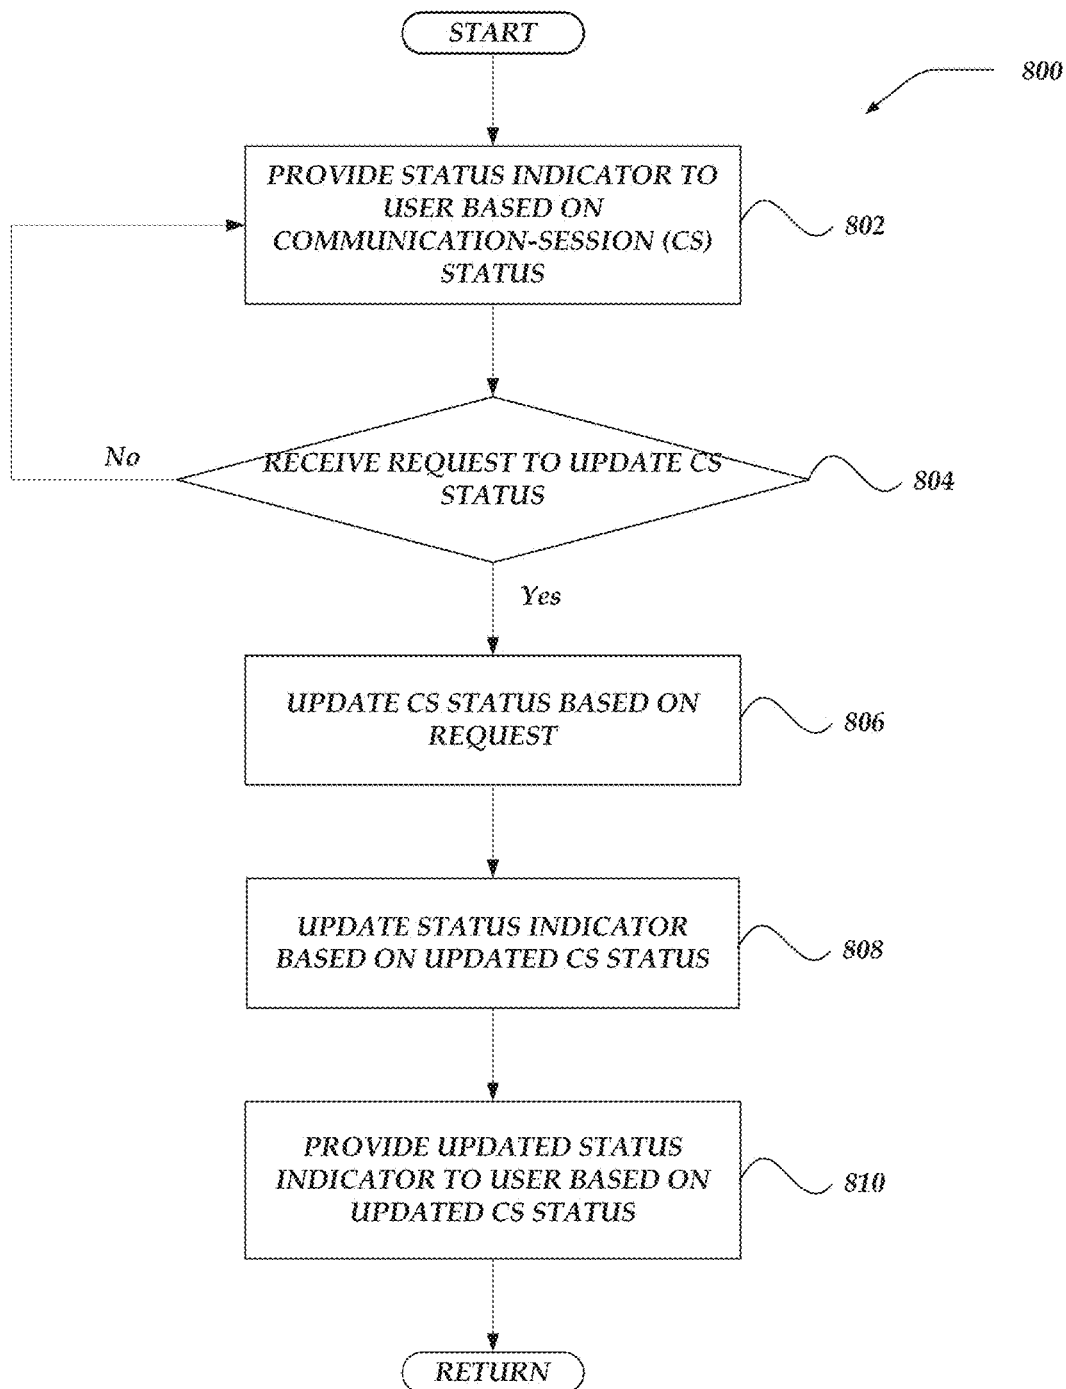 START
800
PROVIDE STATUS INDICATOR TO
USER BASED ON
COMMUNICATION-SESSION (CS)
STATUS
802
No
RECEIVE REQUEST TO UPDATE CS
STATUS
804
Yes
UPDATE CS STATUS BASED ON
REQUEST
806
UPDATE STATUS INDICATOR
BASED ON UPDATED CS STATUS
808
PROVIDE UPDATED STATUS
INDICATOR TO USER BASED ON
UPDATED CS STATUS
810
RETURN